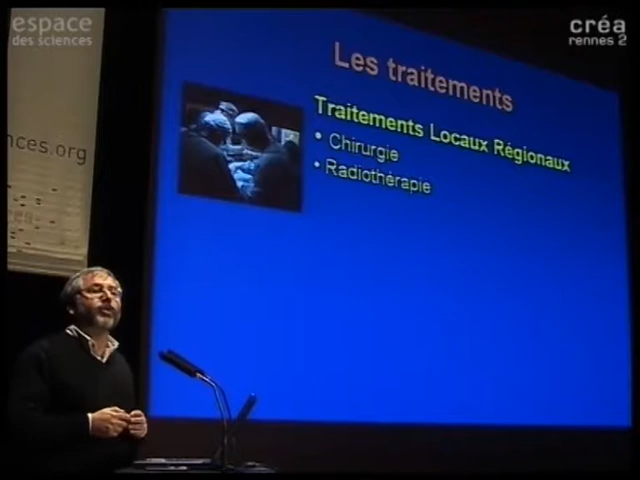 espace
des sciences
créa
rennes 2
Les traitements
Traitements Locaux Régionaux
• Chirurgie
• Radiothérapie
nces.org